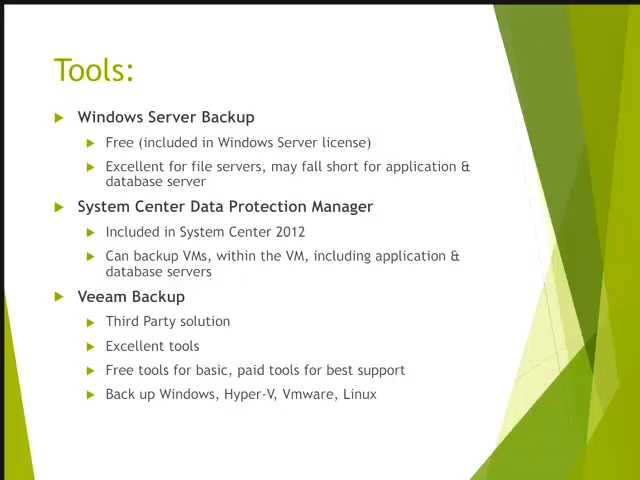 Tools:
Windows Server Backup
Free (included in Windows Server license)
Excellent for file servers, may fall short for application &
database server
System Center Data Protection Manager
Included in System Center 2012
Can backup VMs, within the VM, including application &
database servers
Veeam Backup
Third Party solution
Excellent tools
Free tools for basic, paid tools for best support
Back up Windows, Hyper-V, Vmware, Linux